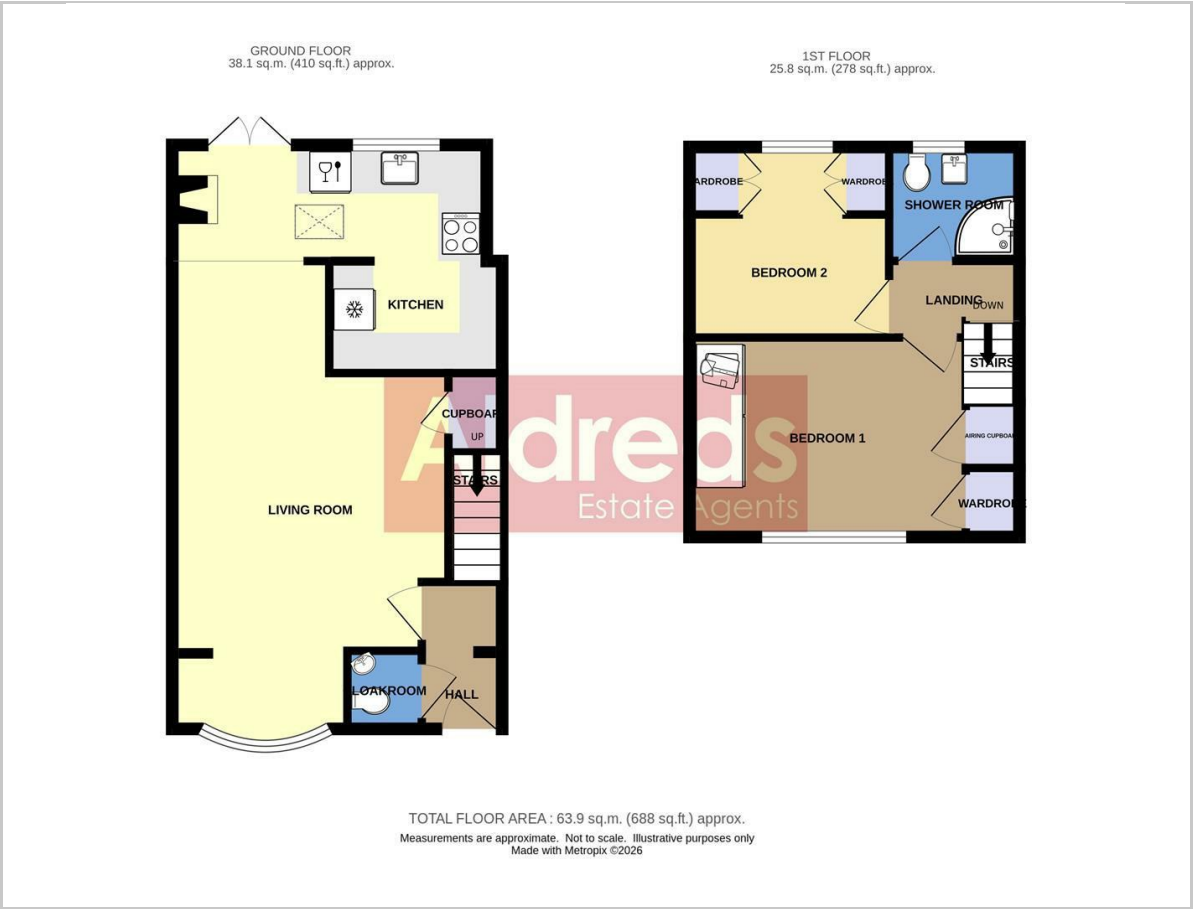 GROUND FLOOR
38.1 sq.m. (410 sq.ft.) approx.
1ST FLOOR
25.8 sq.m. (278 sq.ft.) approx.
KITCHEN
CUPBOAR
UP
STAIRS
LIVING ROOM
LOAKROOM
HALL
ARDROBE
WARDROBE
SHOWER ROOM
BEDROOM 2
LANDING
DOWN
STAIRS
BEDROOM 1
AIRING CUPBOA
WARDROBE
Aldreds
Estate Agents
TOTAL FLOOR AREA : 63.9 sq.m. (688 sq.ft.) approx.
Measurements are approximate. Not to scale. Illustrative purposes only
Made with Metropix ©2026